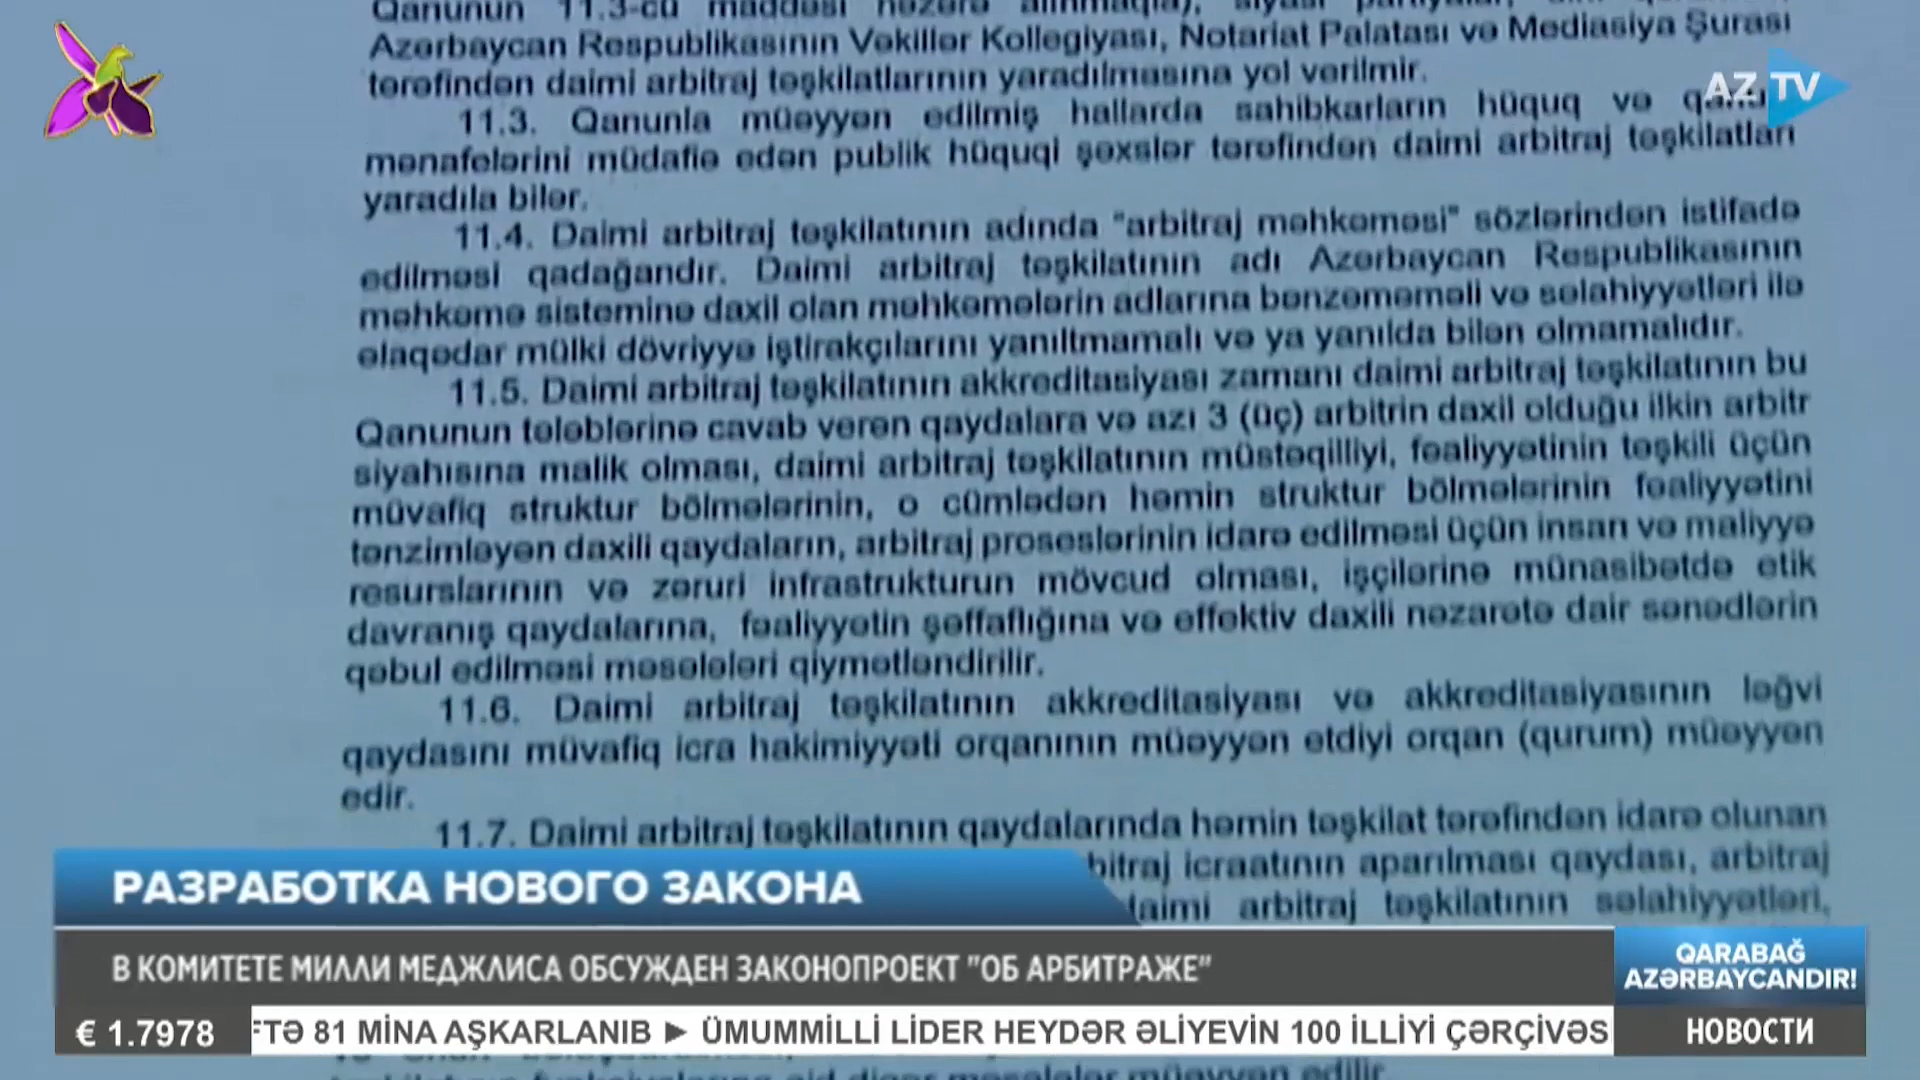 Qanunun 11.3-cü maddəsi nəzərə alınmaqla), siyasi partiyalar,
Azərbaycan Respublikasının Vəkillər Kollegiyası, Notariat Palatası və Mediasiya Şurası
tərəfindən daimi arbitraj təşkilatlarının yaradılmasına yol verilmir.
AZTV
11.3. Qanunla müəyyən edilmiş hallarda sahibkarların hüquq və
mənafelərini müdafiə edən publik hüquqi şəxslər tərəfindən daimi arbitraj təşkilatları
yaradıla bilər.
11.4. Daimi arbitraj təşkilatının adında "arbitraj məhkəməsi" sözlərindən istifadə
edilməsi qadağandır. Daimi arbitraj təşkilatının adı Azərbaycan Respublikasının
məhkəmə sisteminə daxil olan məhkəmələrin adlarına bənzəməməli və səlahiyyətləri ilə
əlaqədar mülki dövriyyə iştirakçılarını yanıltmamalı və ya yanılda bilən olmamalıdır.
11.5. Daimi arbitraj təşkilatının akkreditasiyası zamanı daimi arbitraj təşkilatının bu
Qanunun tələblərinə cavab verən qaydalara və azı 3 (üç) arbitrin daxil olduğu ilkin arbitr
siyahısına malik olması, daimi arbitraj təşkilatının müstəqilliyi, fəaliyyətinin təşkili üçün
müvafiq struktur bölmələrinin, o cümlədən həmin struktur bölmələrinin fəaliyyətini
tənzimləyən daxili qaydaların, arbitraj proseslərinin idarə edilməsi üçün insan və maliyyə
resurslarının və zəruri infrastrukturun mövcud olması, işçilərinə münasibətdə etik
davranış qaydalarına, fəaliyyətin şəffaflığına və effektiv daxili nəzarətə dair sənədlərin
qəbul edilməsi məsələləri qiymətləndirilir.
11.6. Daimi arbitraj təşkilatının akkreditasiyası və akkreditasiyasının ləğvi
qaydasını müvafiq icra hakimiyyəti orqanının müəyyən etdiyi orqan (qurum) müəyyən
edir.
11.7. Daimi arbitraj təşkilatının qaydalarında həmin təşkilat tərəfindən idarə olunan
bitraj icraatının aparılması qaydası, arbitraj
daimi arbitraj təşkilatının səlahiyyətləri,
РАЗРАБОТКА НОВОГО ЗАКОНА
В КОМИТЕТЕ МИЛЛИ МЕДЖЛИСА ОБСУЖДЕН ЗАКОНОПРОЕКТ "ОБ АРБИТРАЖЕ"
QARABAĞ
AZƏRBAYCANDIR!
€ 1.7978 FTƏ 81 MİNA AŞKARLANIB ► ÜMUMMİLLİ LİDER HEYDƏR ƏLİYEVİN 100 İLLİYİ ÇƏRÇİVƏS
НОВОСТИ